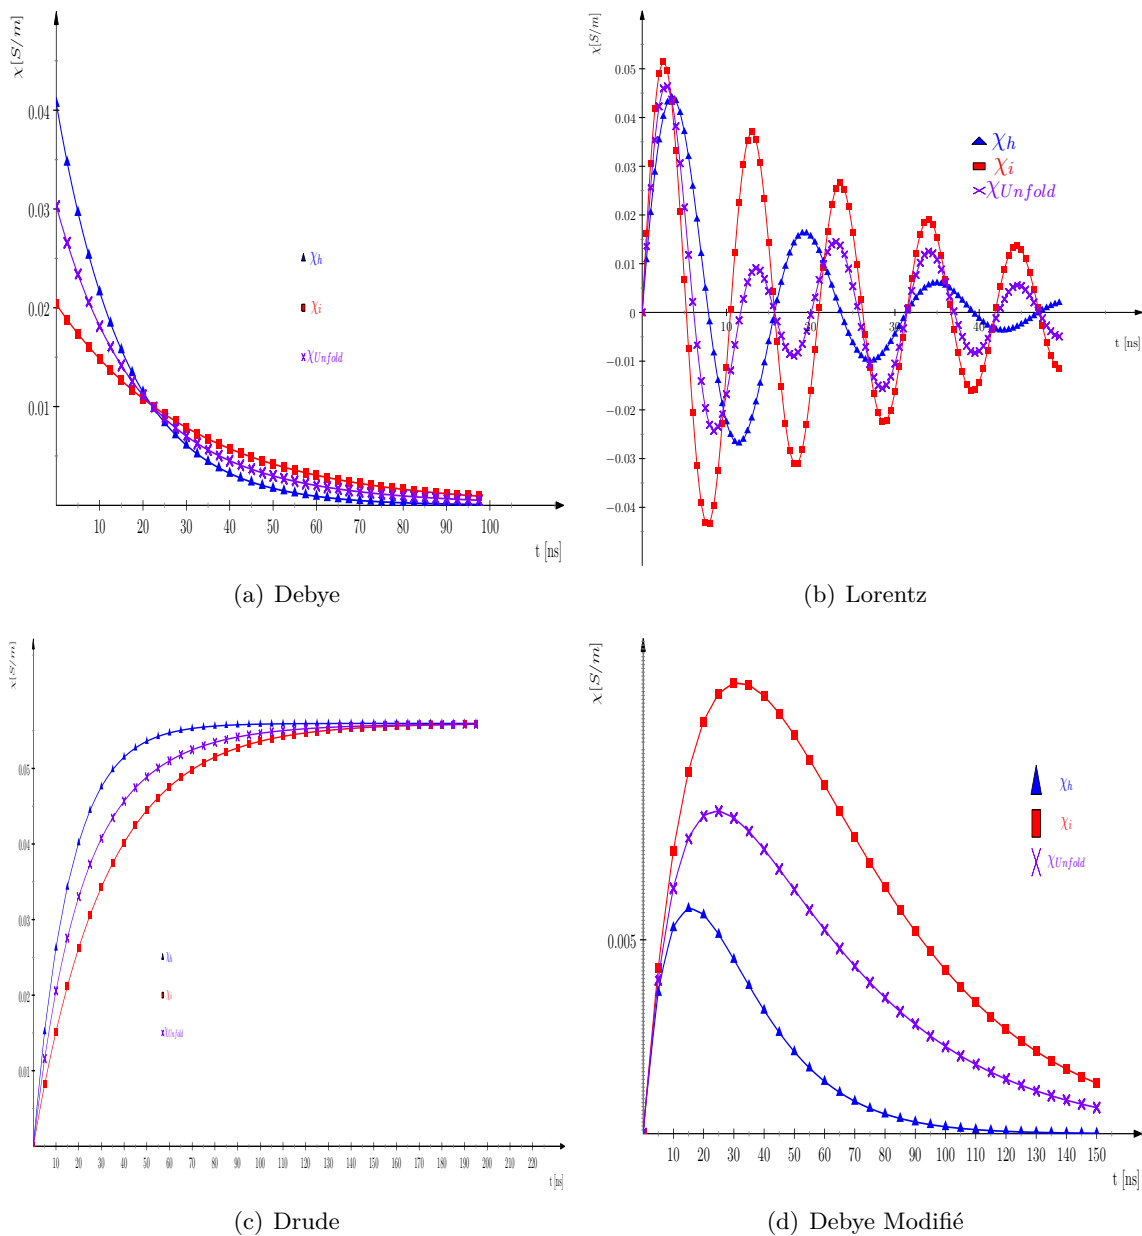 χ[S/m]
0.04
0.03
0.02
0.01
χh
χi
χUnfold
10 20 30 40 50 60 70 80 90 100
t [ns]
(a) Debye
χ[S/m]
0.05
0.04
0.03
0.02
0.01
0
−0.01
−0.02
−0.03
−0.04
10 20 30 40
t [ns]
χh
χi
χUnfold
(b) Lorentz
χ[S/m]
0.05
0.04
0.03
0.02
0.01
χh
χi
χUnfold
10 20 30 40 50 60 70 80 90 100 110 120 130 140 150 160 170 180 190 200 210 220
t [ns]
(c) Drude
χ[S/m]
0.005
χh
χi
χUnfold
10 20 30 40 50 60 70 80 90 100 110 120 130 140 150
t [ns]
(d) Debye Modifié